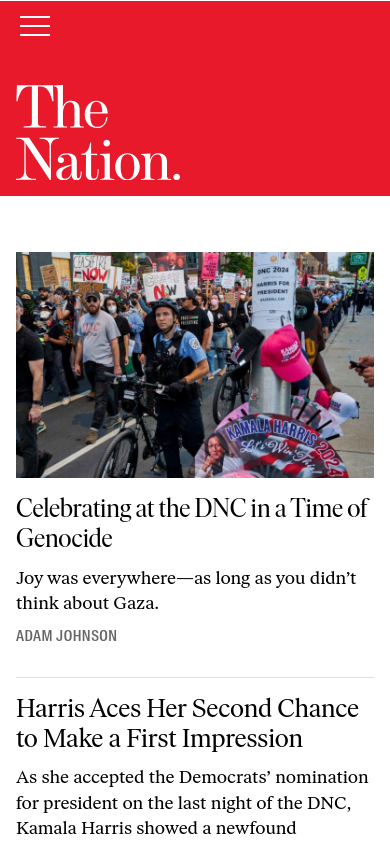 The
Nation.
CEASEFIRE
NOW
NOW
DNC 2024
HARRIS FOR
PRESIDENT
KAMALA HARRIS 2024
Let's Win This
Celebrating at the DNC in a Time of
Genocide
Joy was everywhere—as long as you didn’t
think about Gaza.
ADAM JOHNSON
Harris Aces Her Second Chance
to Make a First Impression
As she accepted the Democrats’ nomination
for president on the last night of the DNC,
Kamala Harris showed a newfound